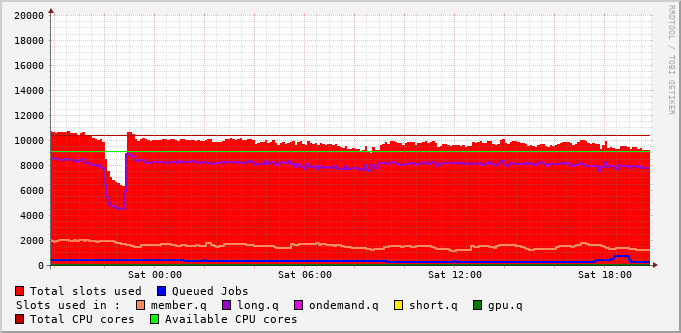 RRDTOOL / TOBI OETIKER
20000
18000
16000
14000
12000
10000
8000
6000
4000
2000
0
Sat 00:00 Sat 06:00 Sat 12:00 Sat 18:00
Total slots used Queued Jobs
Slots used in : member.q long.q ondemand.q short.q gpu.q
Total CPU cores Available CPU cores